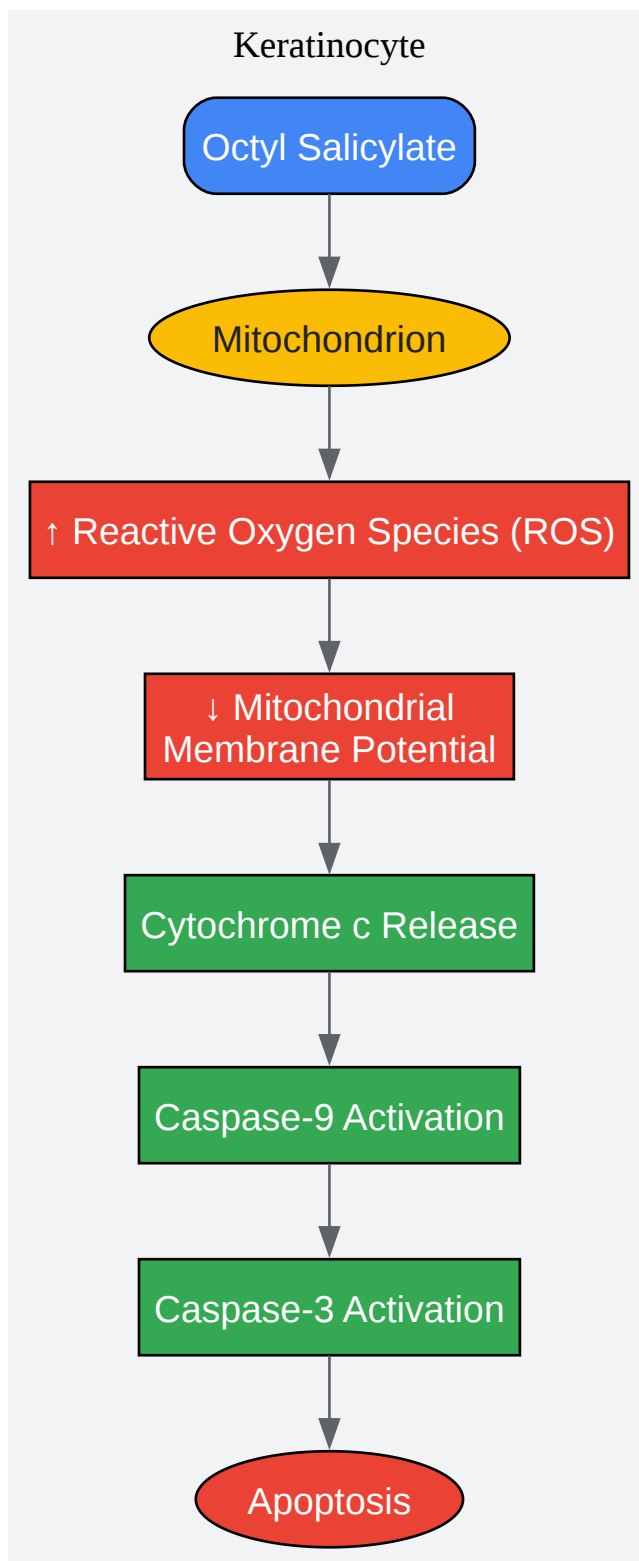 Keratinocyte
Octyl Salicylate
Mitochondrion
↑ Reactive Oxygen Species (ROS)
↓ Mitochondrial
Membrane Potential
Cytochrome c Release
Caspase-9 Activation
Caspase-3 Activation
Apoptosis